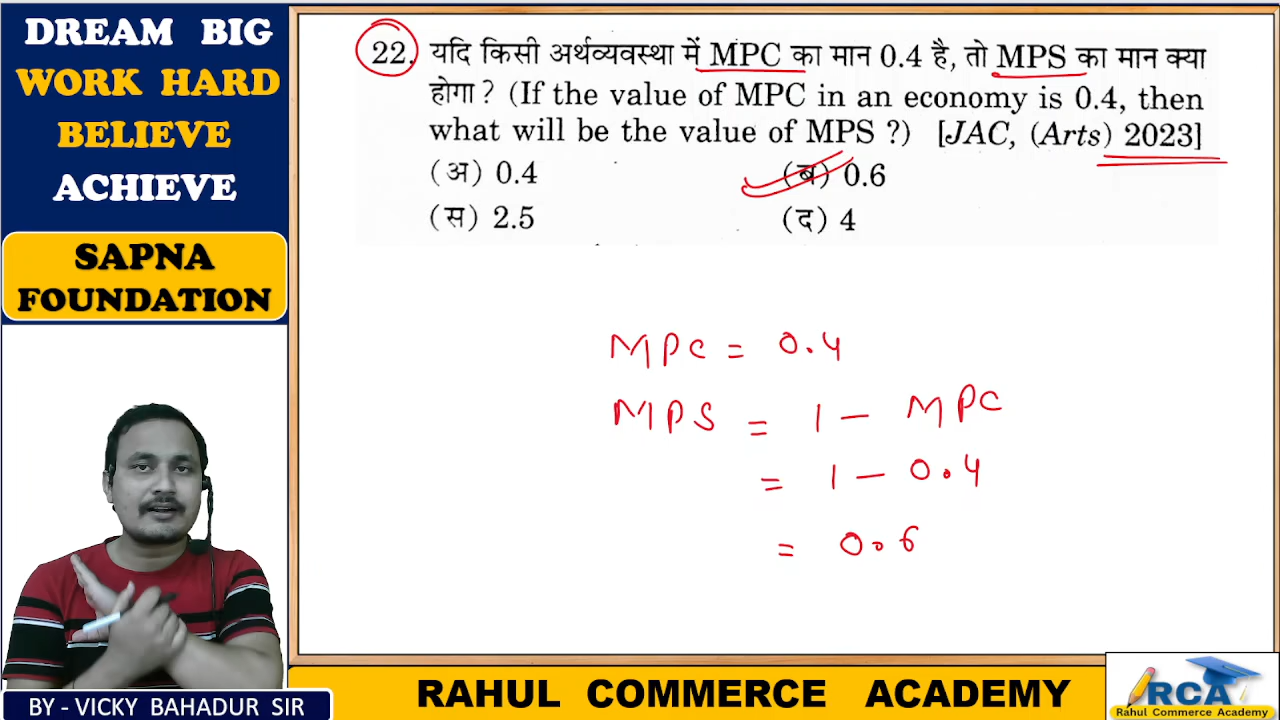 DREAM BIG
WORK HARD
BELIEVE
ACHIEVE
SAPNA
FOUNDATION
22. यदि किसी अर्थव्यवस्था में MPC का मान 0.4 है, तो MPS का मान क्या
होगा ? (If the value of MPC in an economy is 0.4, then
what will be the value of MPS ?) [JAC, (Arts) 2023]
(अ) 0.4 (ब) 0.6
(स) 2.5 (द) 4
MPC = 0.4
MPS = 1 - MPC
= 1 - 0.4
= 0.6
BY - VICKY BAHADUR SIR
RAHUL COMMERCE ACADEMY
RCA
Rahul Commerce Academy